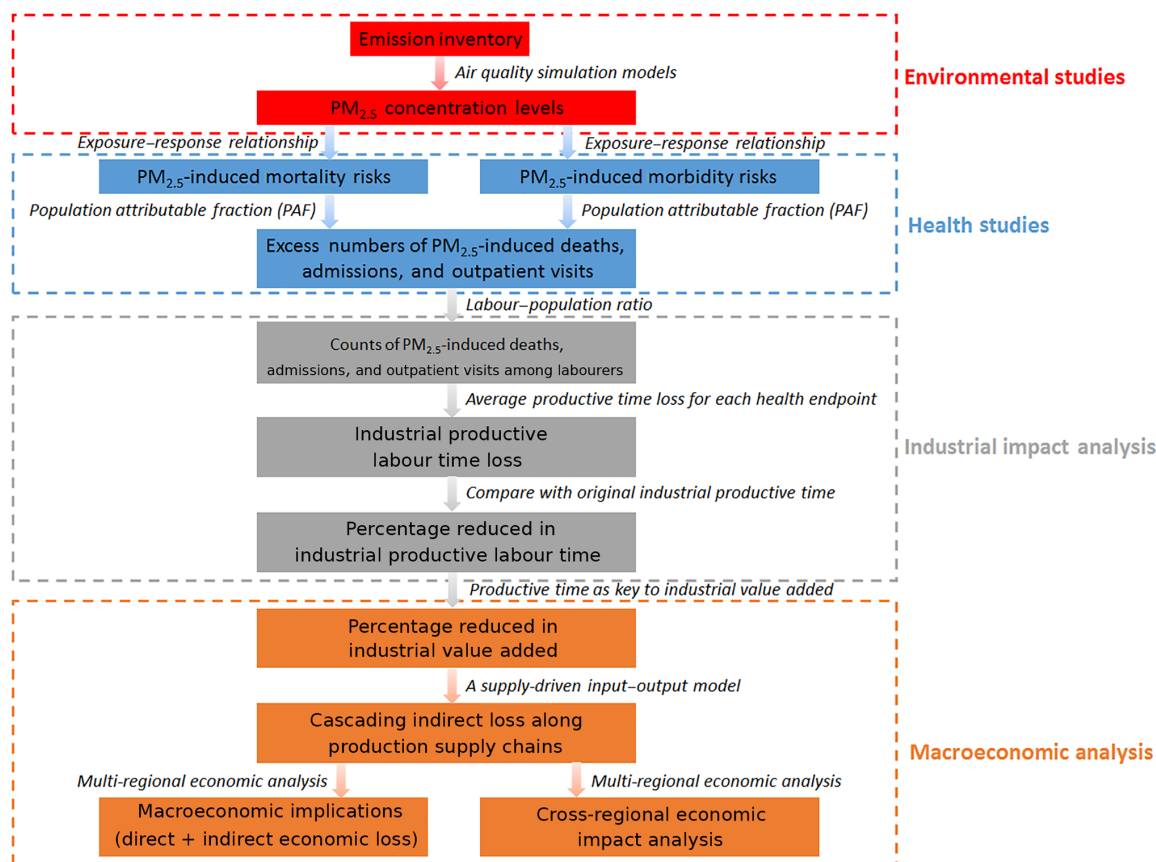 Emission inventory
Air quality simulation models
Environmental studies
PM2.5 concentration levels
Exposure–response relationship
Exposure–response relationship
PM2.5-induced mortality risks
PM2.5-induced morbidity risks
Population attributable fraction (PAF)
Population attributable fraction (PAF)
Health studies
Excess numbers of PM2.5-induced deaths,
admissions, and outpatient visits
Labour–population ratio
Counts of PM2.5-induced deaths,
admissions, and outpatient visits among labourers
Average productive time loss for each health endpoint
Industrial productive
labour time loss
Industrial impact analysis
Compare with original industrial productive time
Percentage reduced in
industrial productive labour time
Productive time as key to industrial value added
Percentage reduced in
industrial value added
A supply-driven input–output model
Cascading indirect loss along
production supply chains
Macroeconomic analysis
Multi-regional economic analysis
Multi-regional economic analysis
Macroeconomic implications
(direct + indirect economic loss)
Cross-regional economic
impact analysis